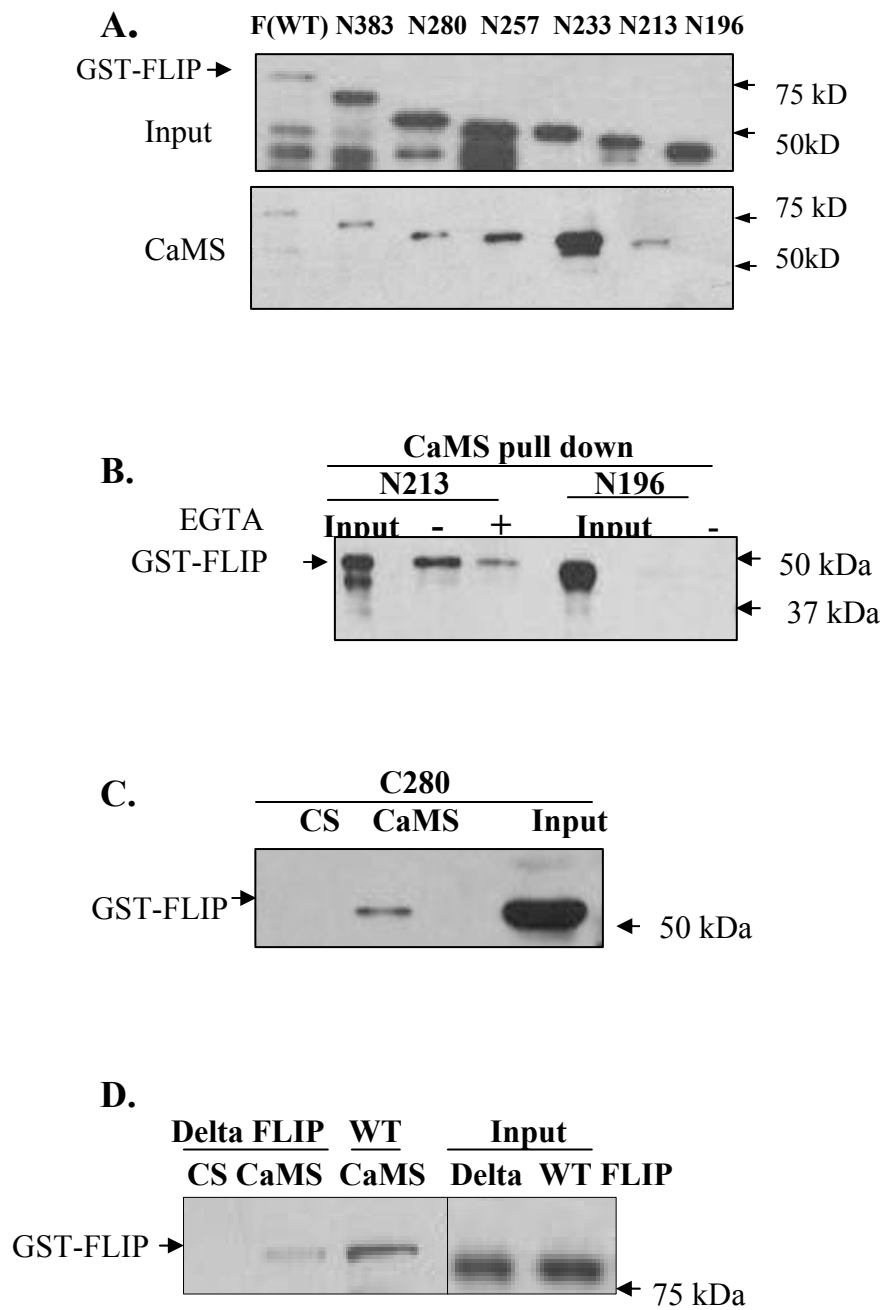 A.
F(WT) N383 N280 N257 N233 N213 N196
GST-FLIP
75 kD
Input
50kD
75 kD
CaMS
50kD
B.
CaMS pull down
N213 N196
EGTA
Input - + Input -
GST-FLIP
50 kDa
37 kDa
C.
C280
CS CaMS Input
GST-FLIP
50 kDa
D.
Delta FLIP WT Input
CS CaMS CaMS Delta WT FLIP
GST-FLIP
75 kDa